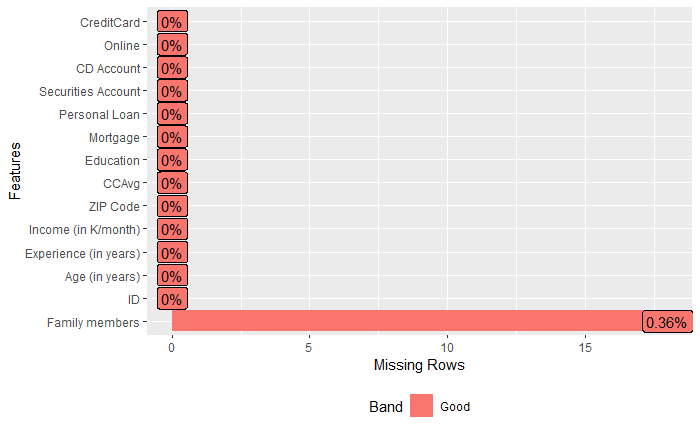 CreditCard 0%
Online 0%
CD Account 0%
Securities Account 0%
Personal Loan 0%
Mortgage 0%
Education 0%
CCAvg 0%
ZIP Code 0%
Income (in K/month) 0%
Experience (in years) 0%
Age (in years) 0%
ID 0%
Family members 0.36%
Features
0 5 10 15
Missing Rows
Band Good